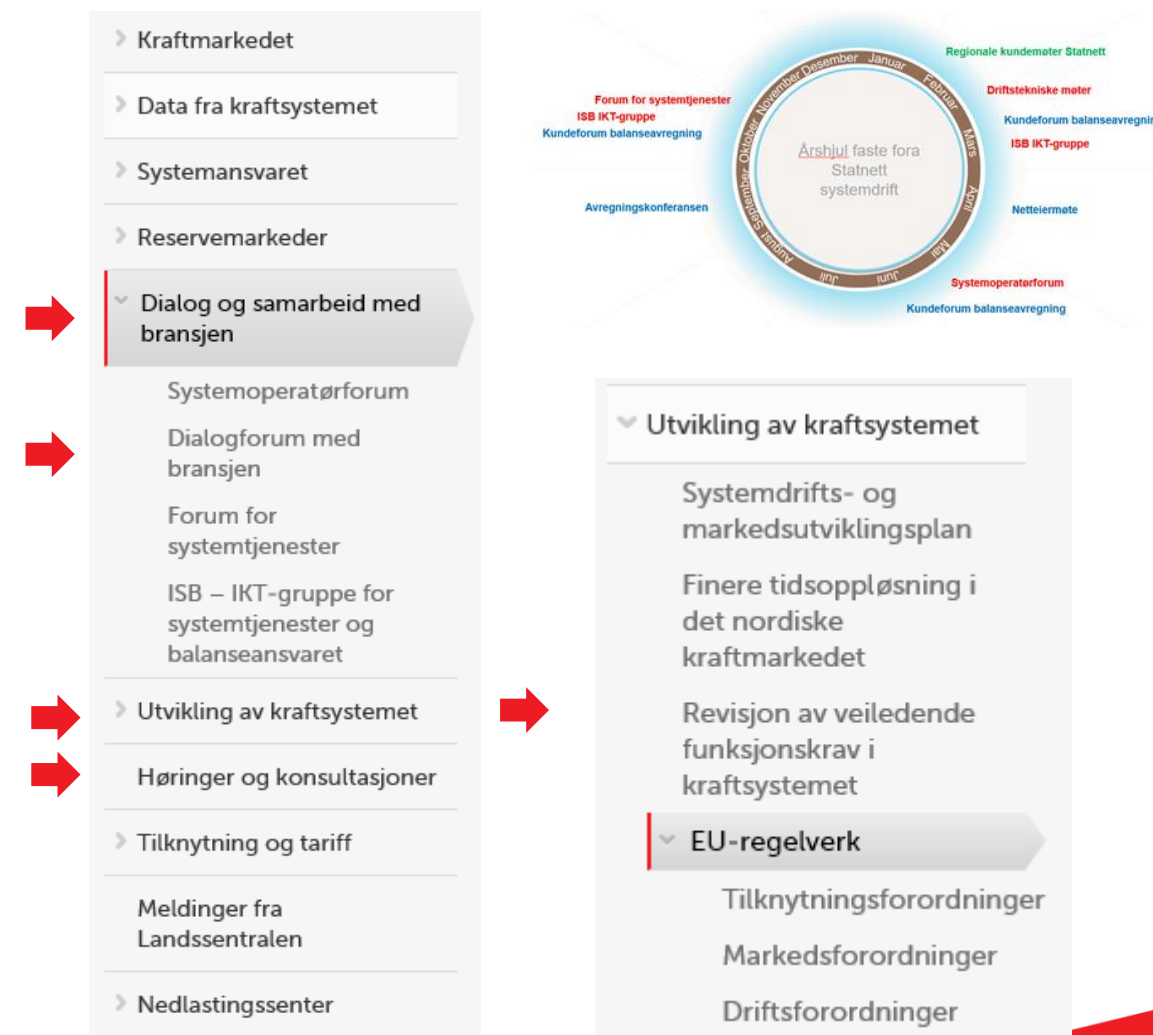 Kraftmarkedet
Data fra kraftsystemet
Systemansvaret
Reservemarkeder
Dialog og samarbeid med
bransjen
Systemoperatørforum
Dialogforum med
bransjen
Forum for
systemtjenester
ISB – IKT-gruppe for
systemtjenester og
balanseansvaret
Utvikling av kraftsystemet
Høringer og konsultasjoner
Tilknytning og tariff
Meldinger fra
Landssentralen
Nedlastingssenter
Regionale kundemøter Statnett
Driftstekniske møter
Kundeforum balanseavregnin
ISB IKT-gruppe
Netteiermøte
Systemoperatørforum
Kundeforum balanseavregning
Avregningskonferansen
Forum for systemtjenester
ISB IKT-gruppe
Kundeforum balanseavregning
Januar
Februar
Mars
April
Mai
Juni
Juli
August
September
Oktober
November
Desember
Årshjul faste fora
Statnett
systemdrift
Utvikling av kraftsystemet
Systemdrifts- og
markedsutviklingsplan
Finere tidsoppløsning i
det nordiske
kraftmarkedet
Revisjon av veiledende
funksjonskrav i
kraftsystemet
EU-regelverk
Tilknytningsforordninger
Markedsforordninger
Driftsforordninger